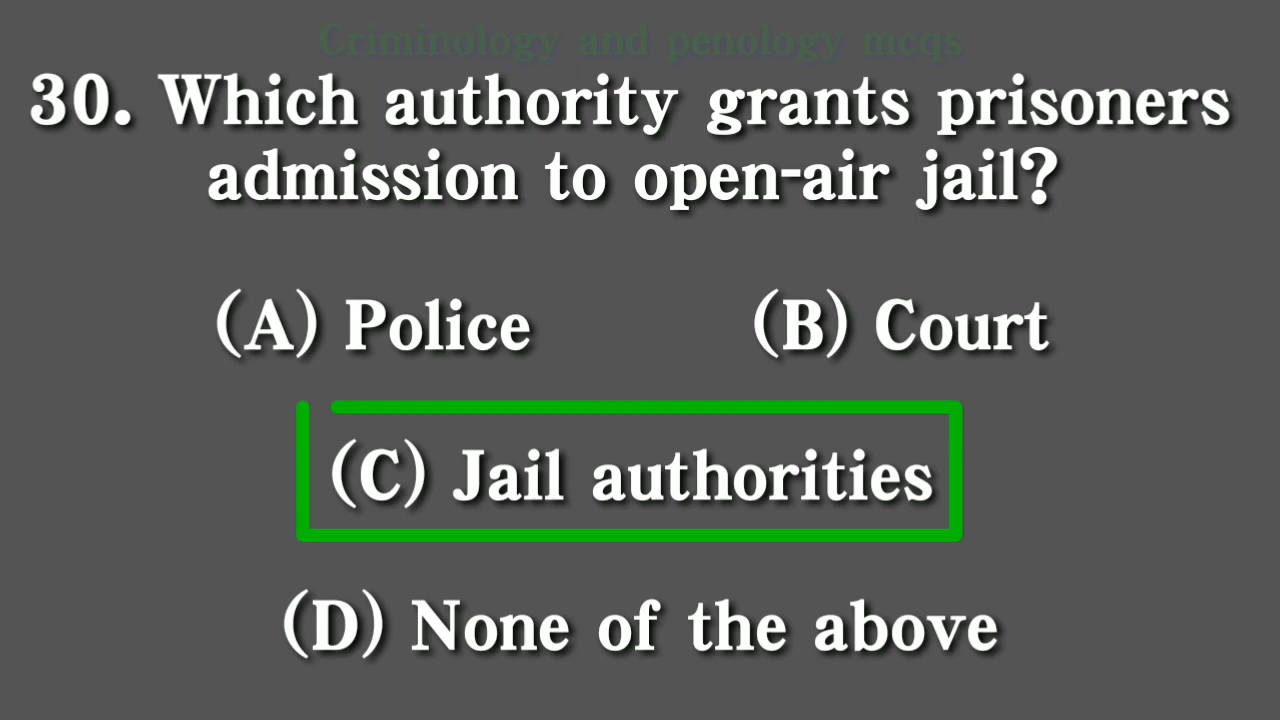 Criminology and penology mcqs
30. Which authority grants prisoners
admission to open-air jail?
(A) Police
(B) Court
(C) Jail authorities
(D) None of the above